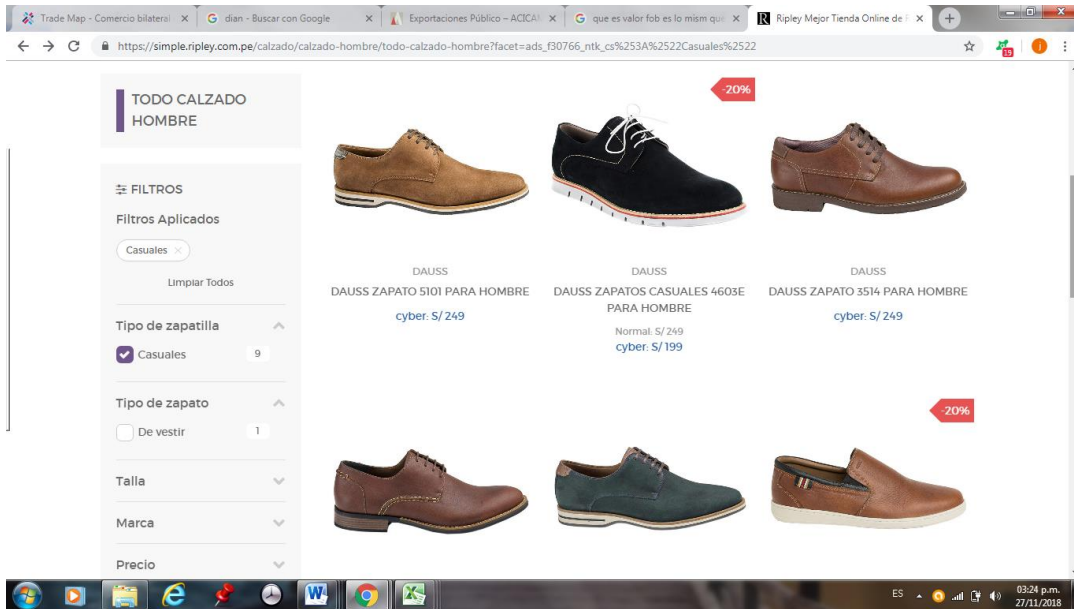 Trade Map - Comercio bilateral
dian - Buscar con Google
Exportaciones Público – ACICAM
que es valor fob es lo mism que
Ripley Mejor Tienda Online de
https://simple.ripley.com.pe/calzado/calzado-hombre/todo-calzado-hombre?facet=ads_f30766_ntk_cs%253A%2522Casuales%2522
19
i
TODO CALZADO
HOMBRE
FILTROS
Filtros Aplicados
Casuales
Limpiar Todos
Tipo de zapatilla
Casuales 9
Tipo de zapato
De vestir 1
Talla
Marca
Precio
-20%
DAUSS
DAUSS ZAPATO 5101 PARA HOMBRE
cyber: S/ 249
DAUSS
DAUSS ZAPATOS CASUALES 4603E
PARA HOMBRE
Normal: S/ 249
cyber: S/ 199
DAUSS
DAUSS ZAPATO 3514 PARA HOMBRE
cyber: S/ 249
-20%
ES
03:24 p.m.
27/11/2018